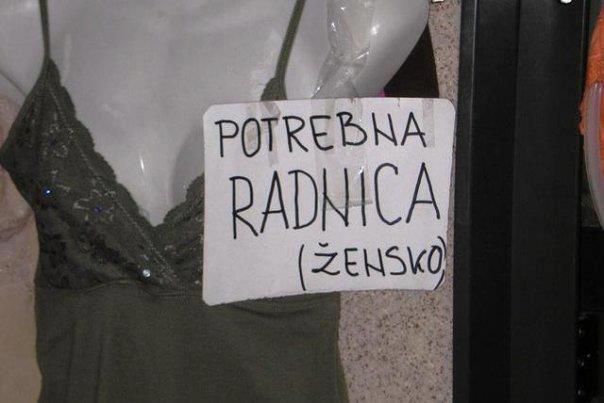 POTREBNA
RADNICA
(ŽENSKO)